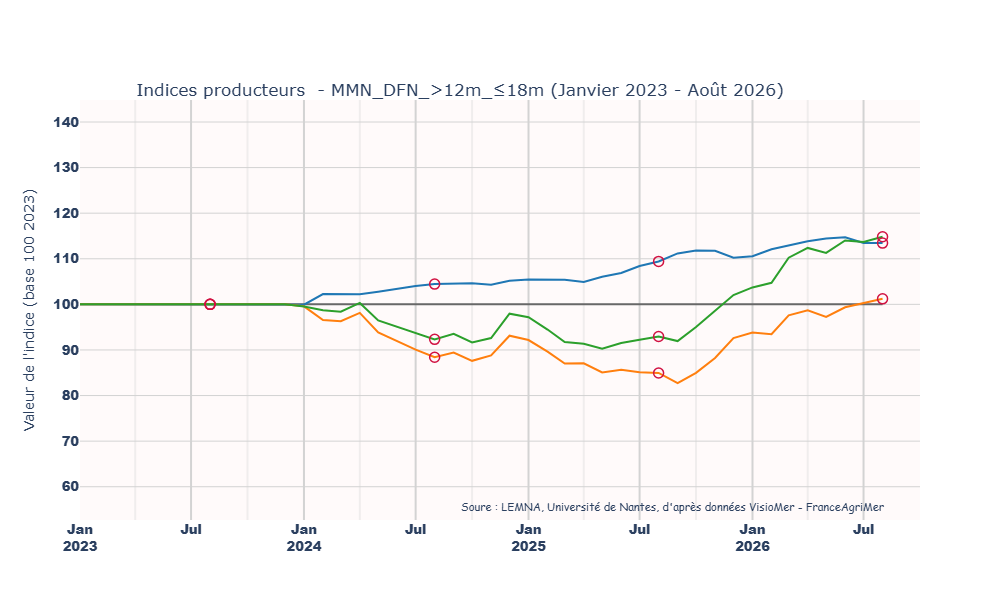 Indices producteurs  - MMN_DFN_>12m_≤18m (Janvier 2023 - Août 2026)
Valeur de l'indice (base 100 2023)
140
130
120
110
100
90
80
70
60
Soure : LEMNA, Université de Nantes, d'après données VisioMer - FranceAgriMer
Jan Jul Jan Jul Jan Jul Jan Jul
2023 2024 2025 2026